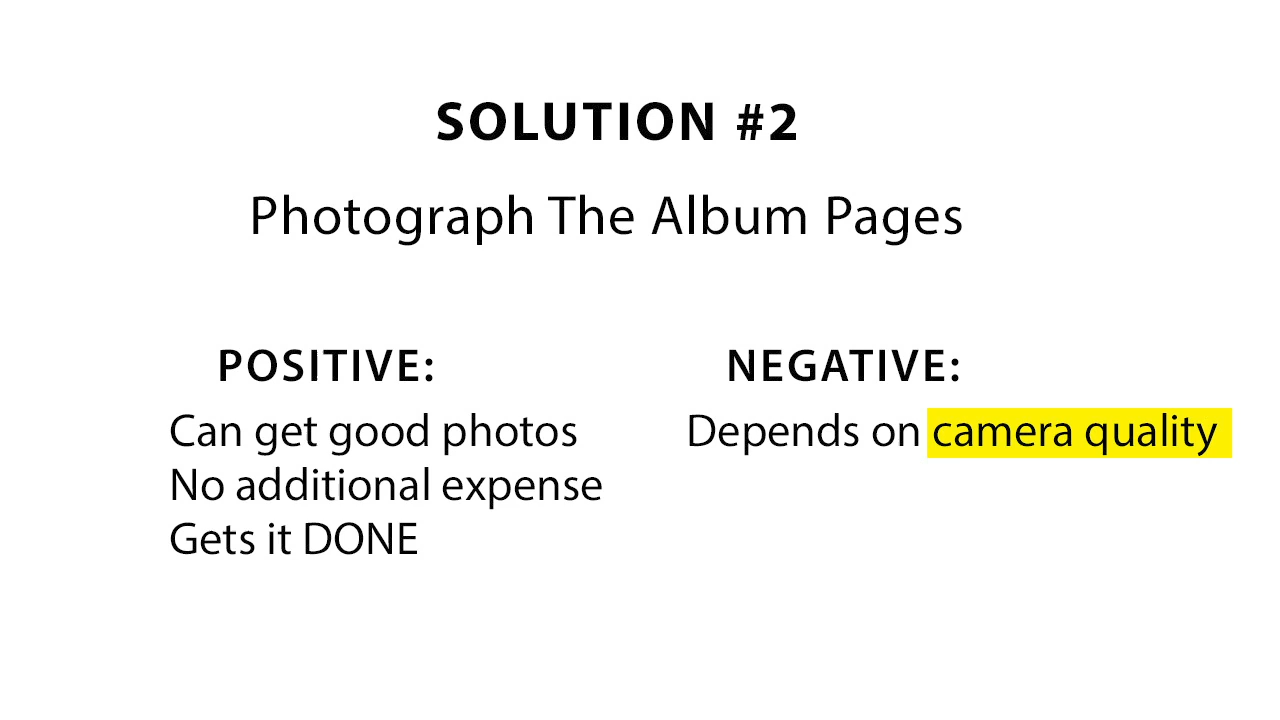 SOLUTION #2
Photograph The Album Pages
POSITIVE:
Can get good photos
No additional expense
Gets it DONE
NEGATIVE:
Depends on camera quality